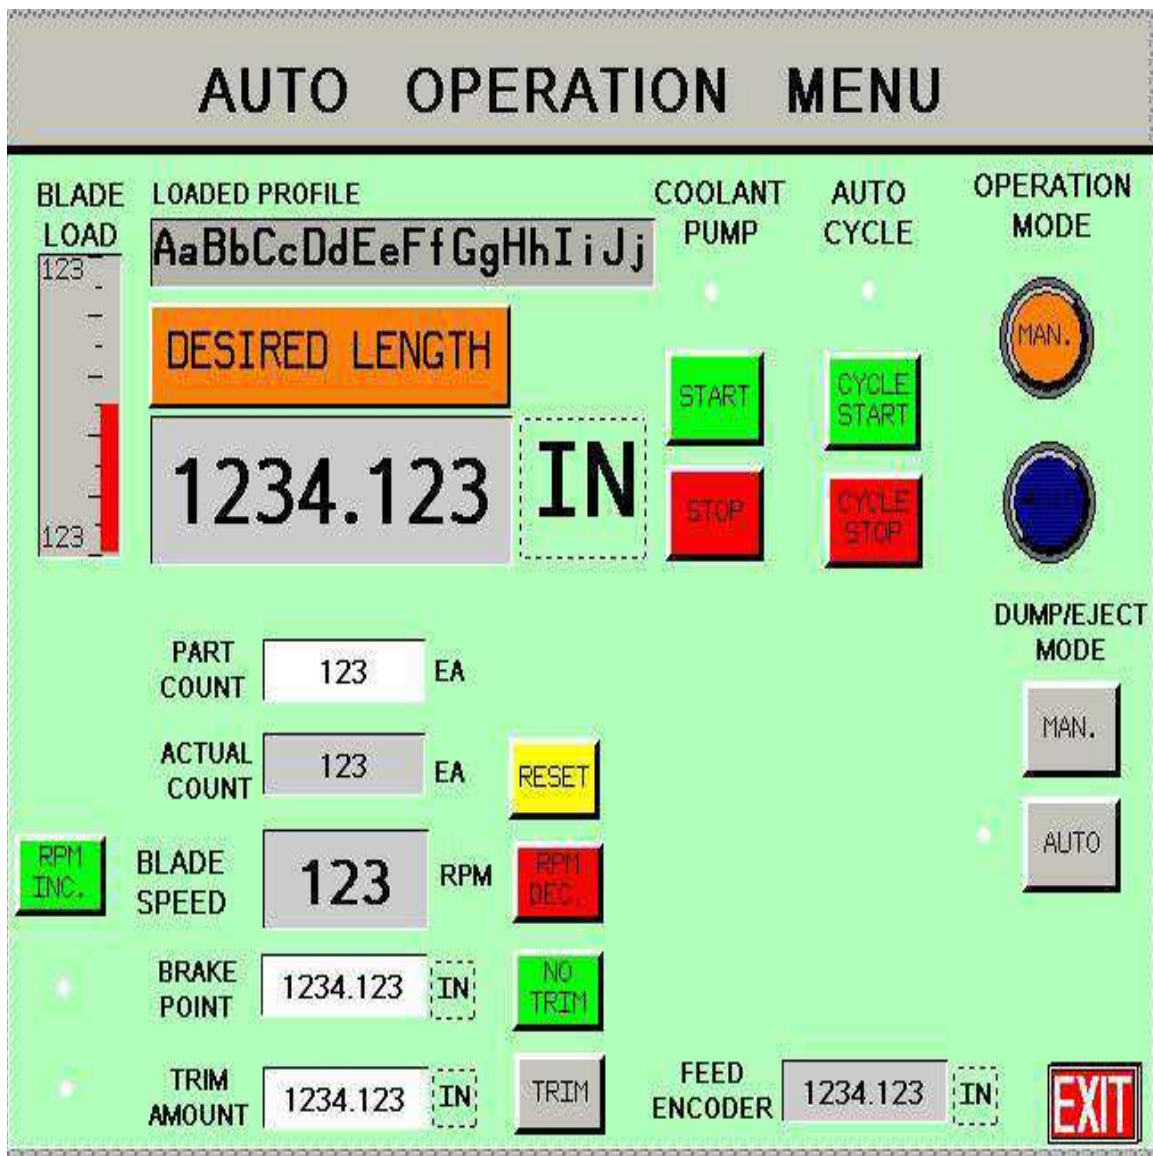 AUTO OPERATION MENU
BLADE
LOAD
123
123
LOADED PROFILE
AaBbCcDdEeFfGgHhIiJj
DESIRED LENGTH
1234.123
IN
COOLANT
PUMP
START
STOP
AUTO
CYCLE
CYCLE
START
CYCLE
STOP
OPERATION
MODE
MAN.
DUMP/EJECT
MODE
MAN.
AUTO
PART
COUNT
123
EA
ACTUAL
COUNT
123
EA
RESET
RPM
INC.
BLADE
SPEED
123
RPM
RPM
DEC.
BRAKE
POINT
1234.123
IN
NO
TRIM
TRIM
AMOUNT
1234.123
IN
TRIM
FEED
ENCODER
1234.123
IN
EXIT